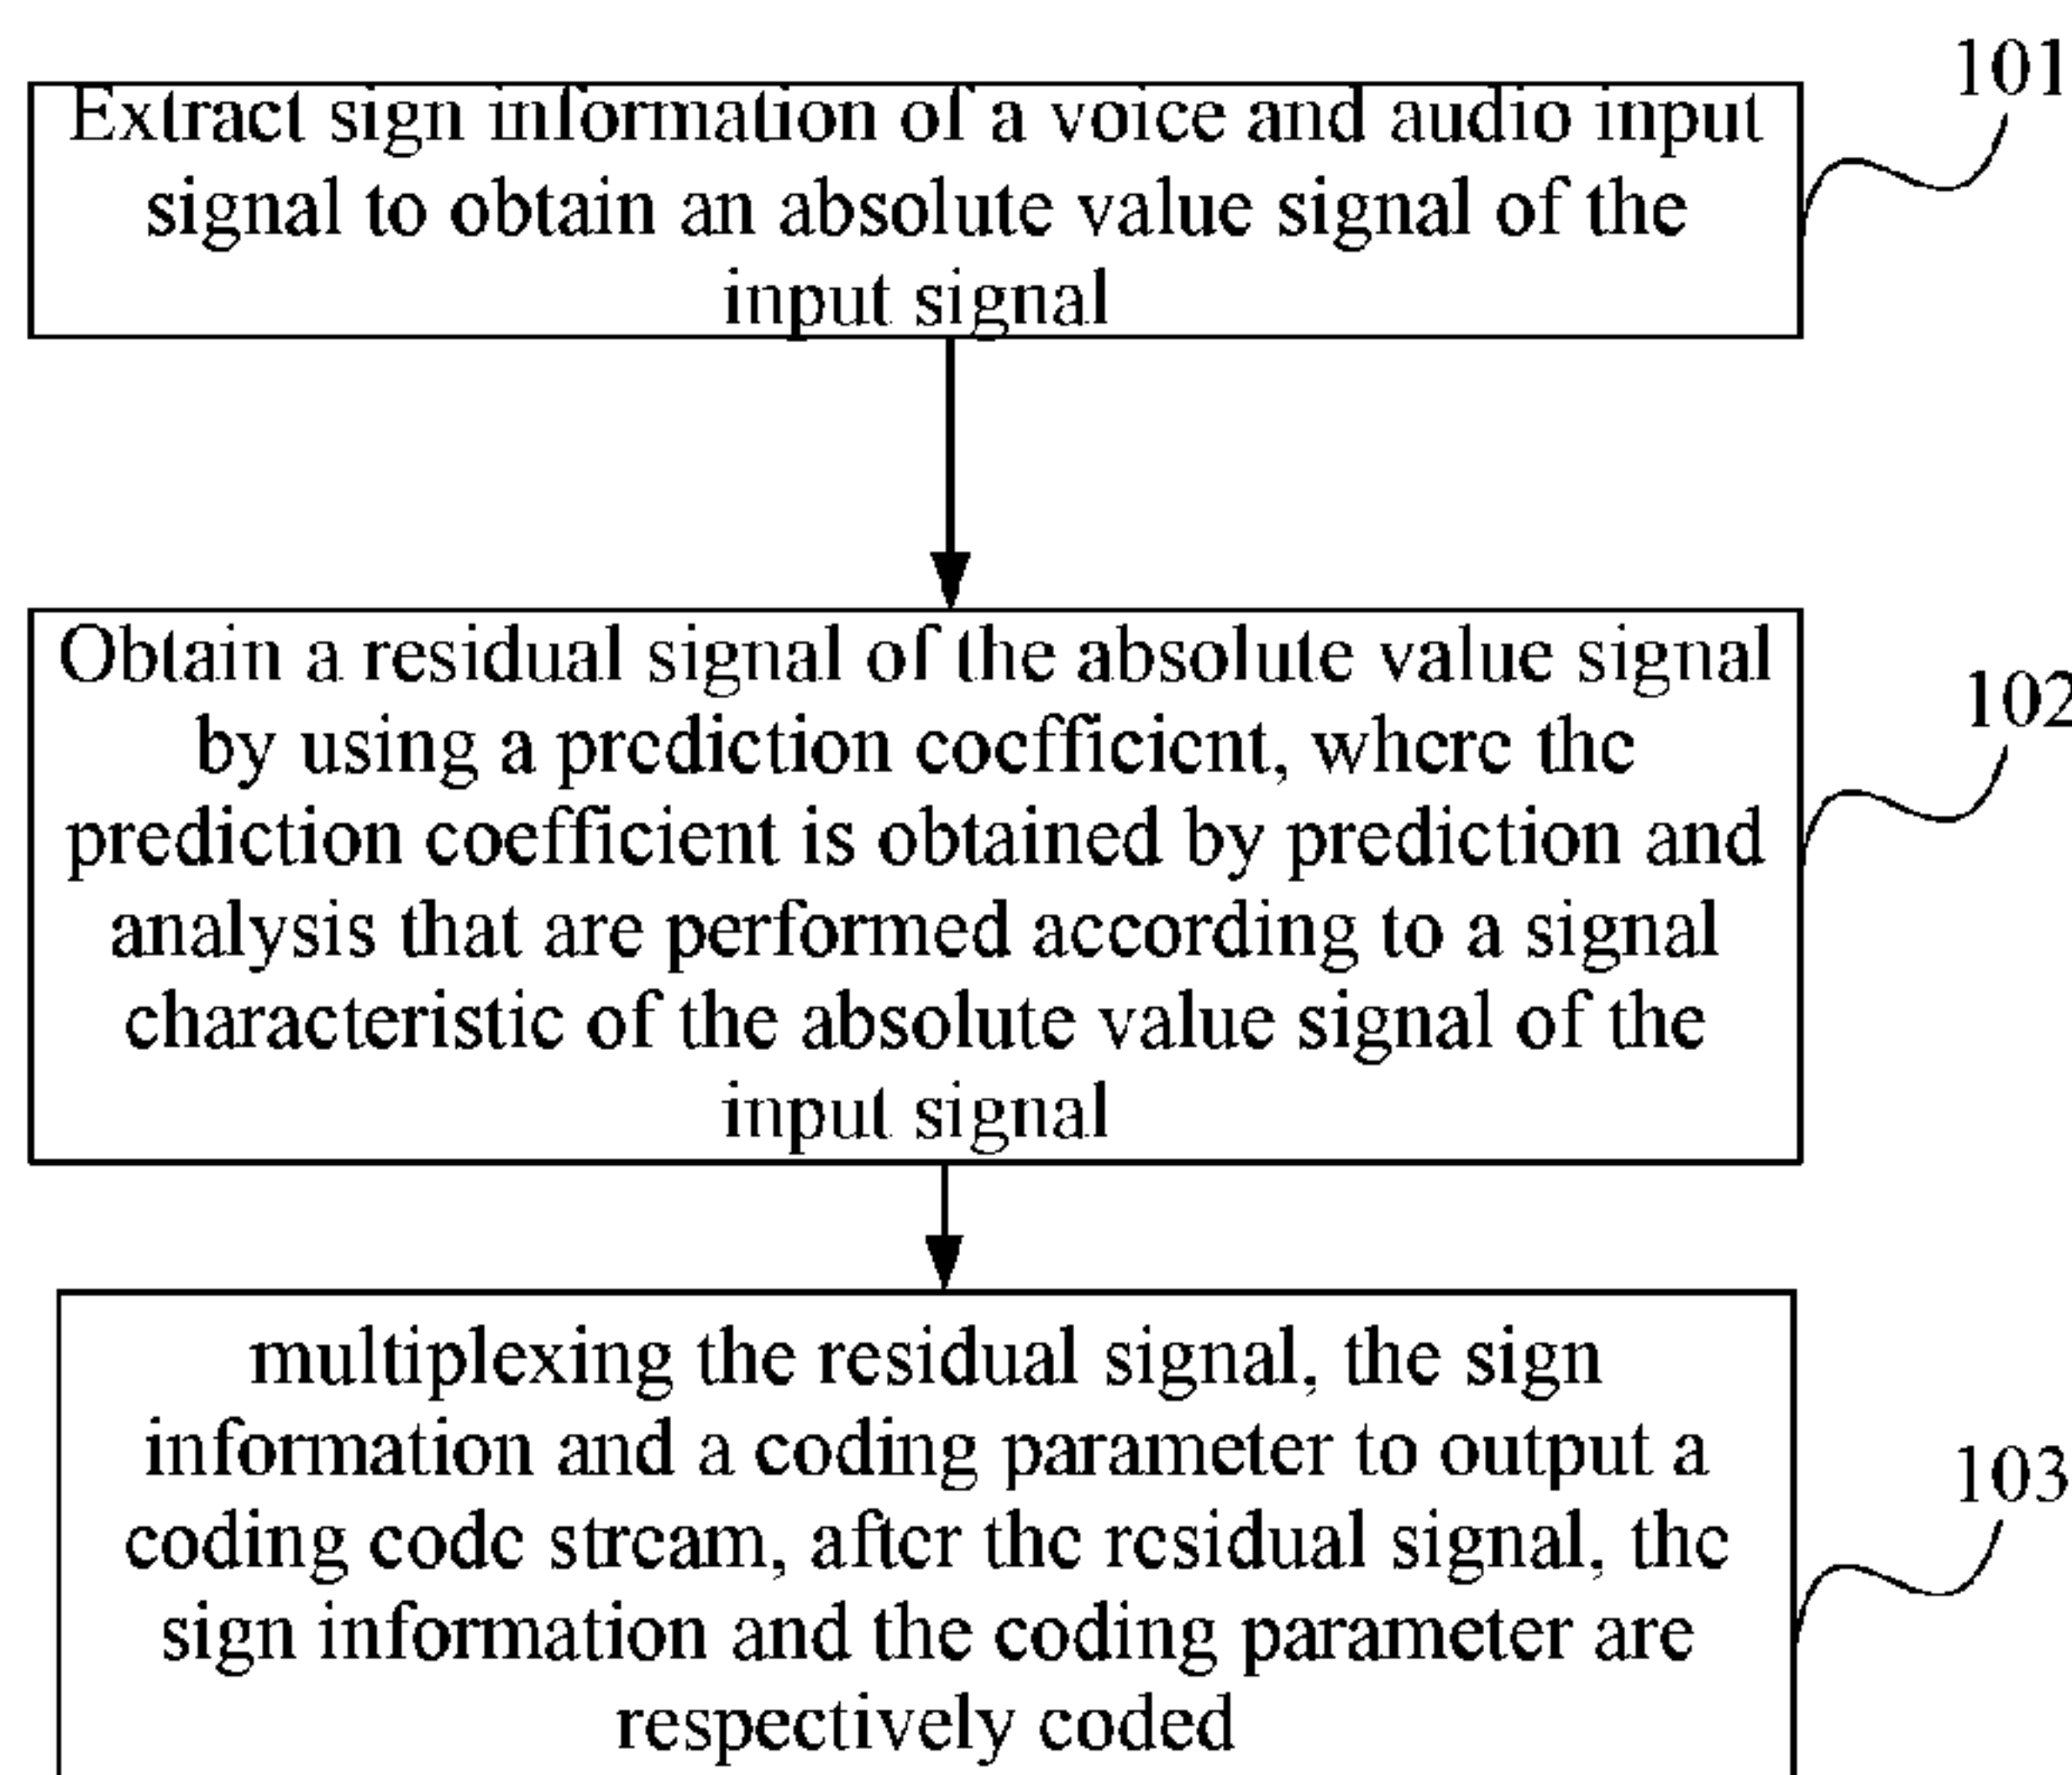 101
Extract sign information of a voice and audio input
signal to obtain an absolute value signal of the
input signal
Obtain a residual signal of the absolute value signal
by using a prediction coefficient, where the
prediction coefficient is obtained by prediction and
analysis that are performed according to a signal
characteristic of the absolute value signal of the
input signal
102
multiplexing the residual signal, the sign
information and a coding parameter to output a
coding code stream, after the residual signal, the
sign information and the coding parameter are
respectively coded
103